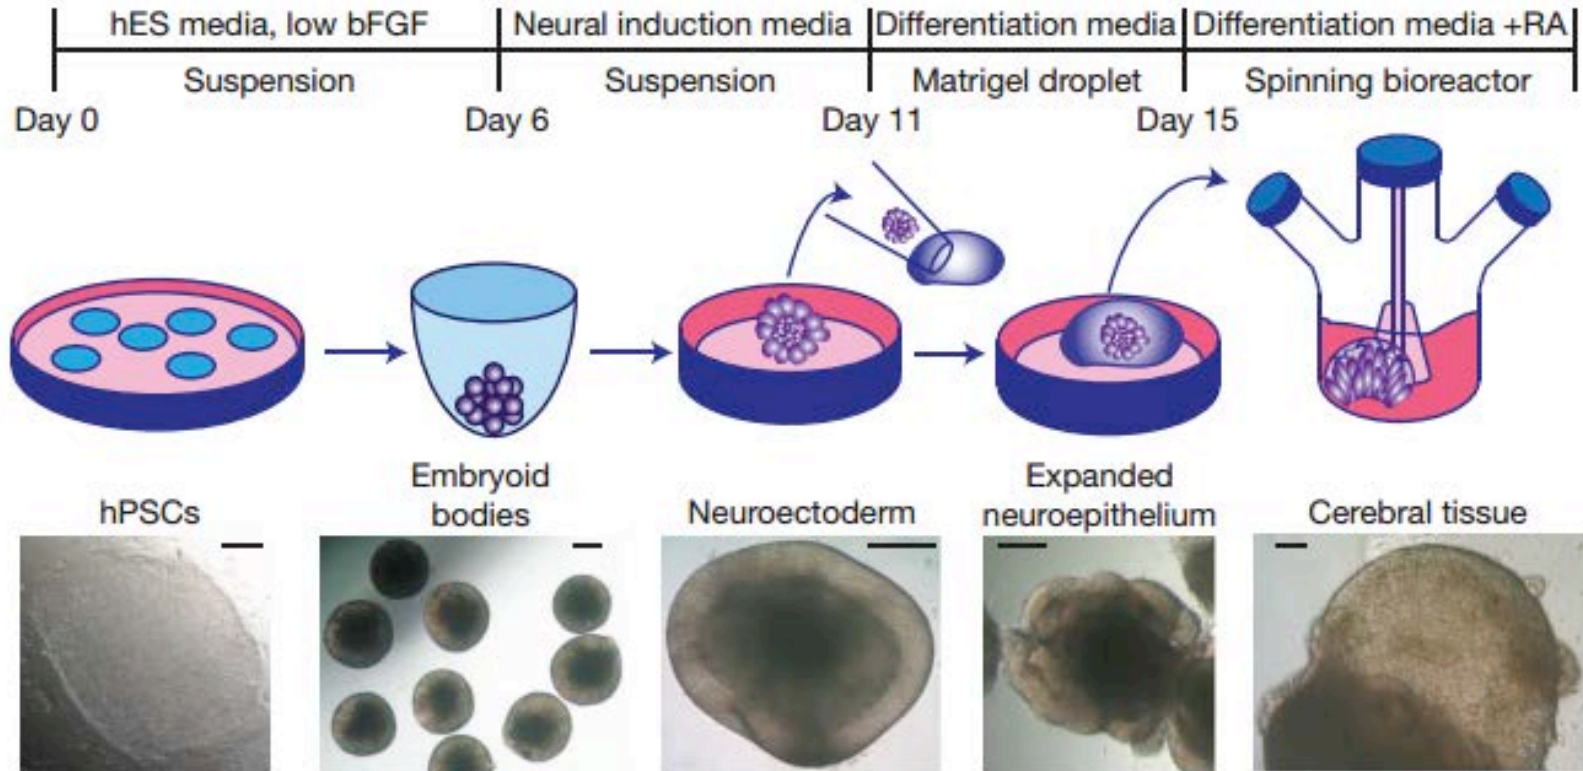 hES media, low bFGF
Neural induction media
Differentiation media
Differentiation media +RA
Suspension
Suspension
Matrigel droplet
Spinning bioreactor
Day 0
Day 6
Day 11
Day 15
hPSCs
Embryoid
bodies
Neuroectoderm
Expanded
neuroepithelium
Cerebral tissue